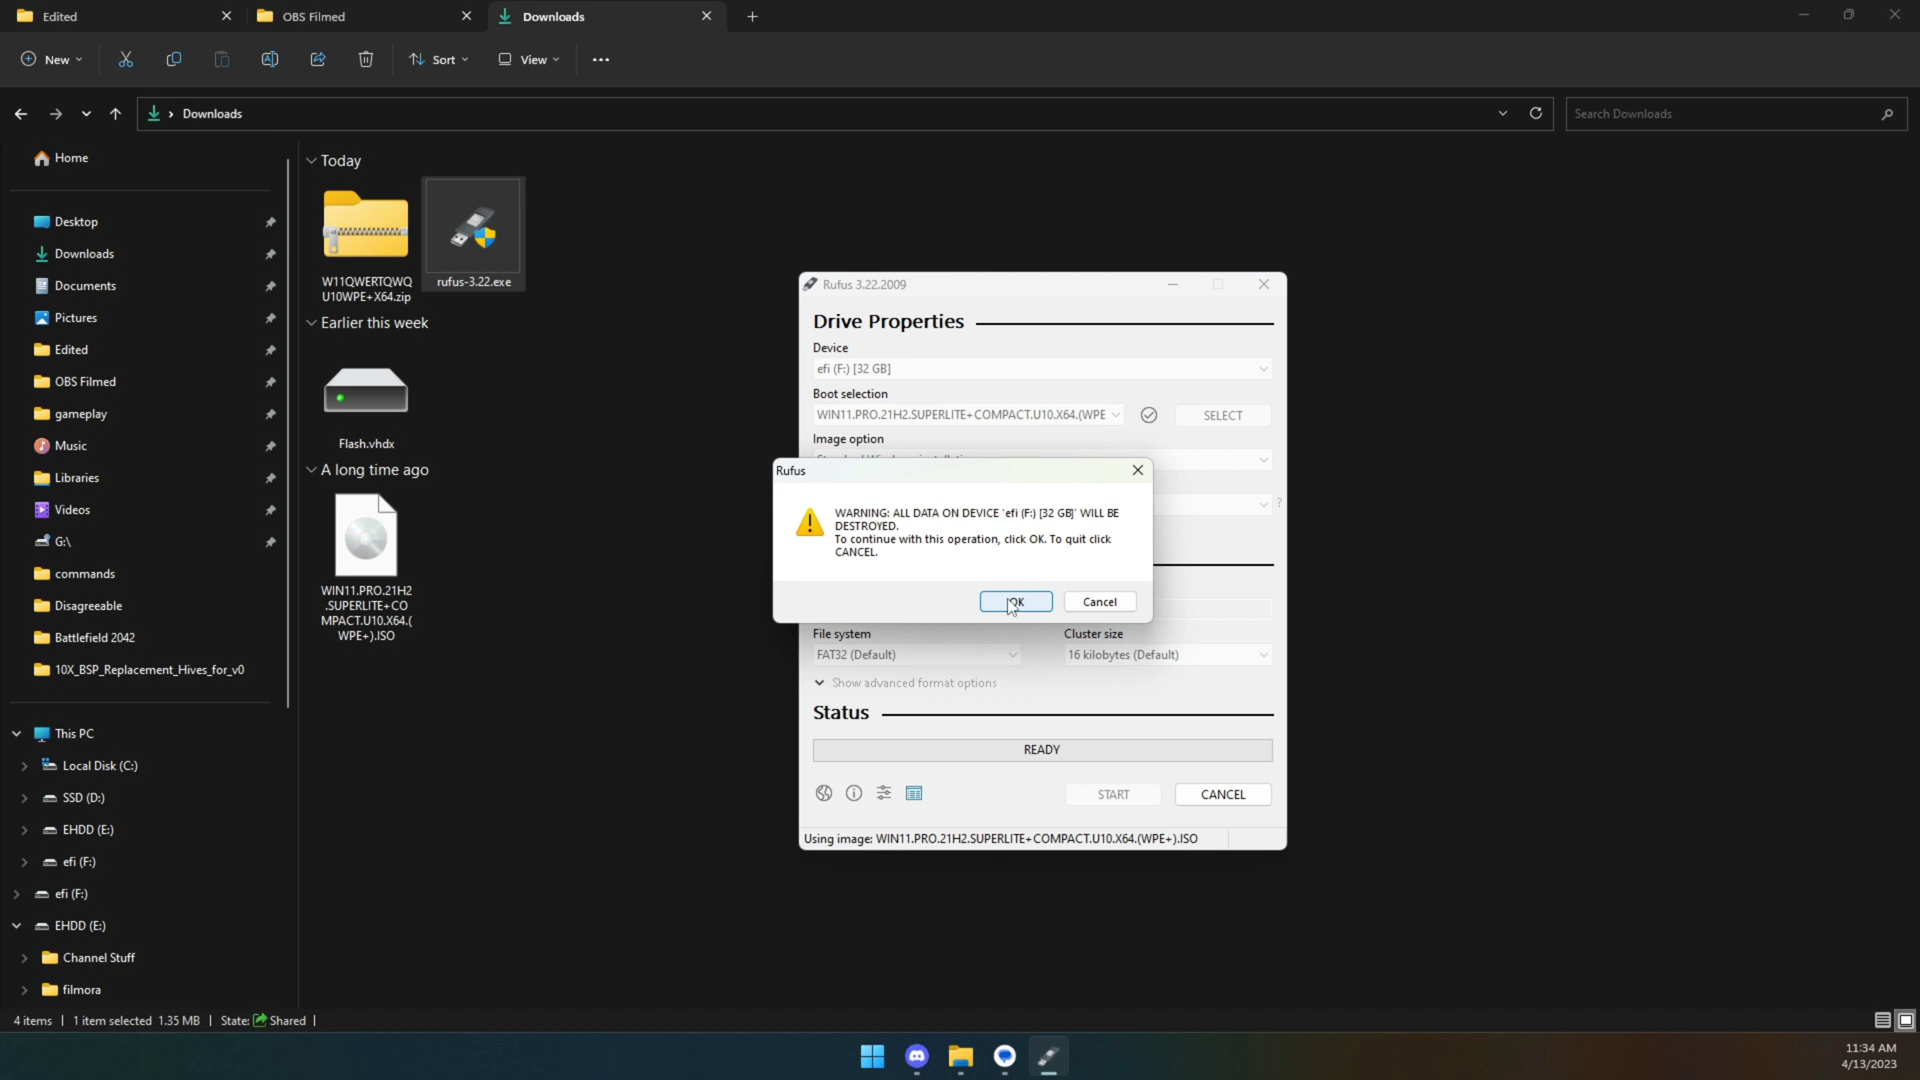 Edited
OBS Filmed
Downloads
New
Sort
View
Downloads
Search Downloads
Home
Desktop
Downloads
Documents
Pictures
Edited
OBS Filmed
gameplay
Music
Libraries
Videos
G:\
commands
Disagreeable
Battlefield 2042
10X_BSP_Replacement_Hives_for_v0
This PC
Local Disk (C:)
SSD (D:)
EHDD (E:)
efi (F:)
efi (F:)
EHDD (E:)
Channel Stuff
filmora
Today
W11QWERTQWQ
U10WPE+X64.zip
rufus-3.22.exe
Earlier this week
Flash.vhdx
A long time ago
WIN11.PRO.21H2
.SUPERLITE+CO
MPACT.U10.X64.(
WPE+).ISO
Rufus 3.22.2009
Drive Properties
Device
efi (F:) [32 GB]
Boot selection
WIN11.PRO.21H2.SUPERLITE+COMPACT.U10.X64.(WPE
SELECT
Image option
?
Rufus
WARNING: ALL DATA ON DEVICE 'efi (F:) [32 GB]' WILL BE
DESTROYED.
To continue with this operation, click OK. To quit click
CANCEL.
OK
Cancel
File system
Cluster size
FAT32 (Default)
16 kilobytes (Default)
Show advanced format options
Status
READY
START
CANCEL
Using image: WIN11.PRO.21H2.SUPERLITE+COMPACT.U10.X64.(WPE+).ISO
4 items
1 item selected 1.35 MB
State: Shared
11:34 AM
4/13/2023